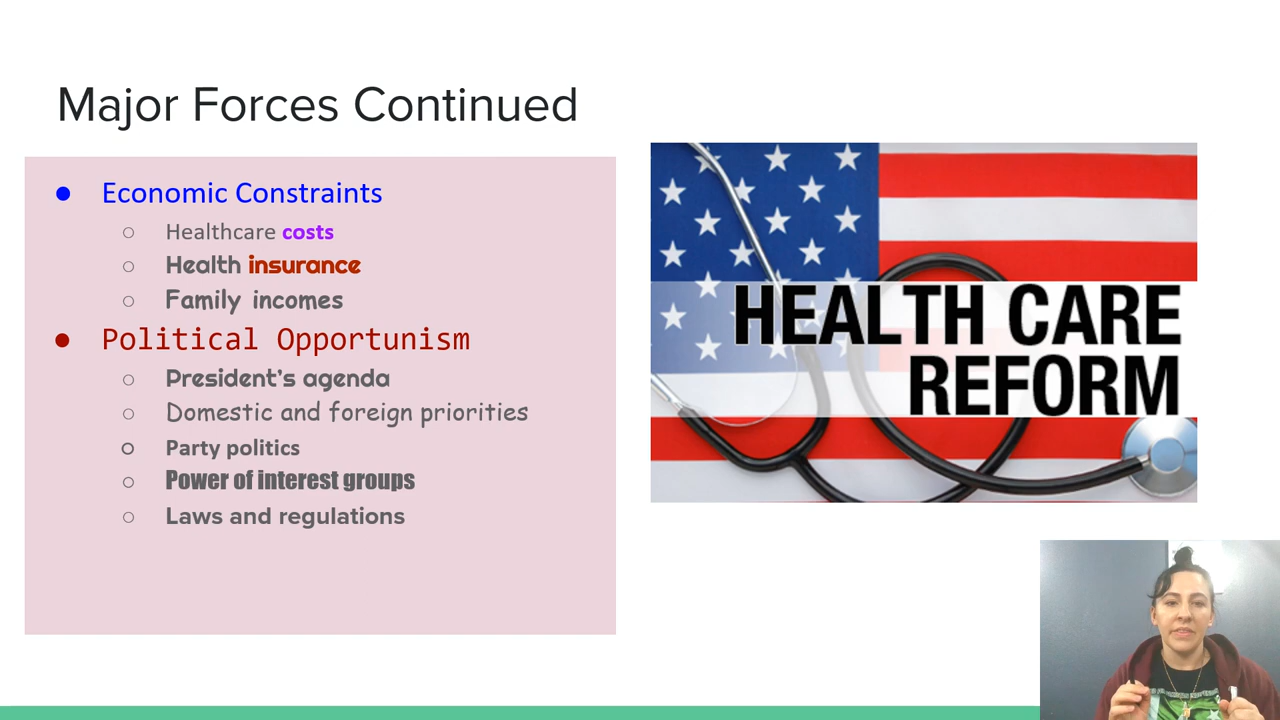 Major Forces Continued
Economic Constraints
Healthcare costs
Health insurance
Family incomes
Political Opportunism
President's agenda
Domestic and foreign priorities
Party politics
Power of interest groups
Laws and regulations
HEALTH CARE
REFORM